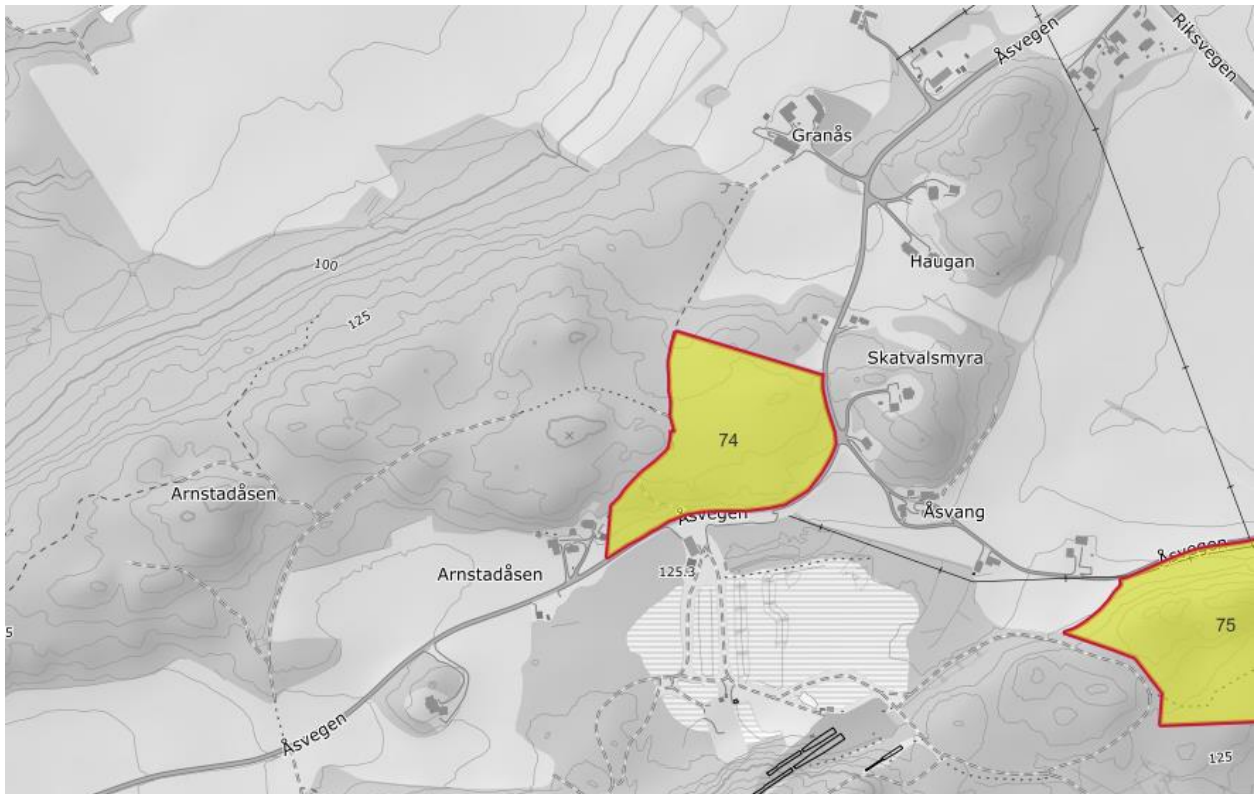 Åsvegen
Riksvegen
Granås
Haugan
100
125
Skatvalsmyra
74
Arnstadåsen
Åsvegen
Åsvang
Åsvegen
125.3
Arnstadåsen
5
75
Åsvegen
125